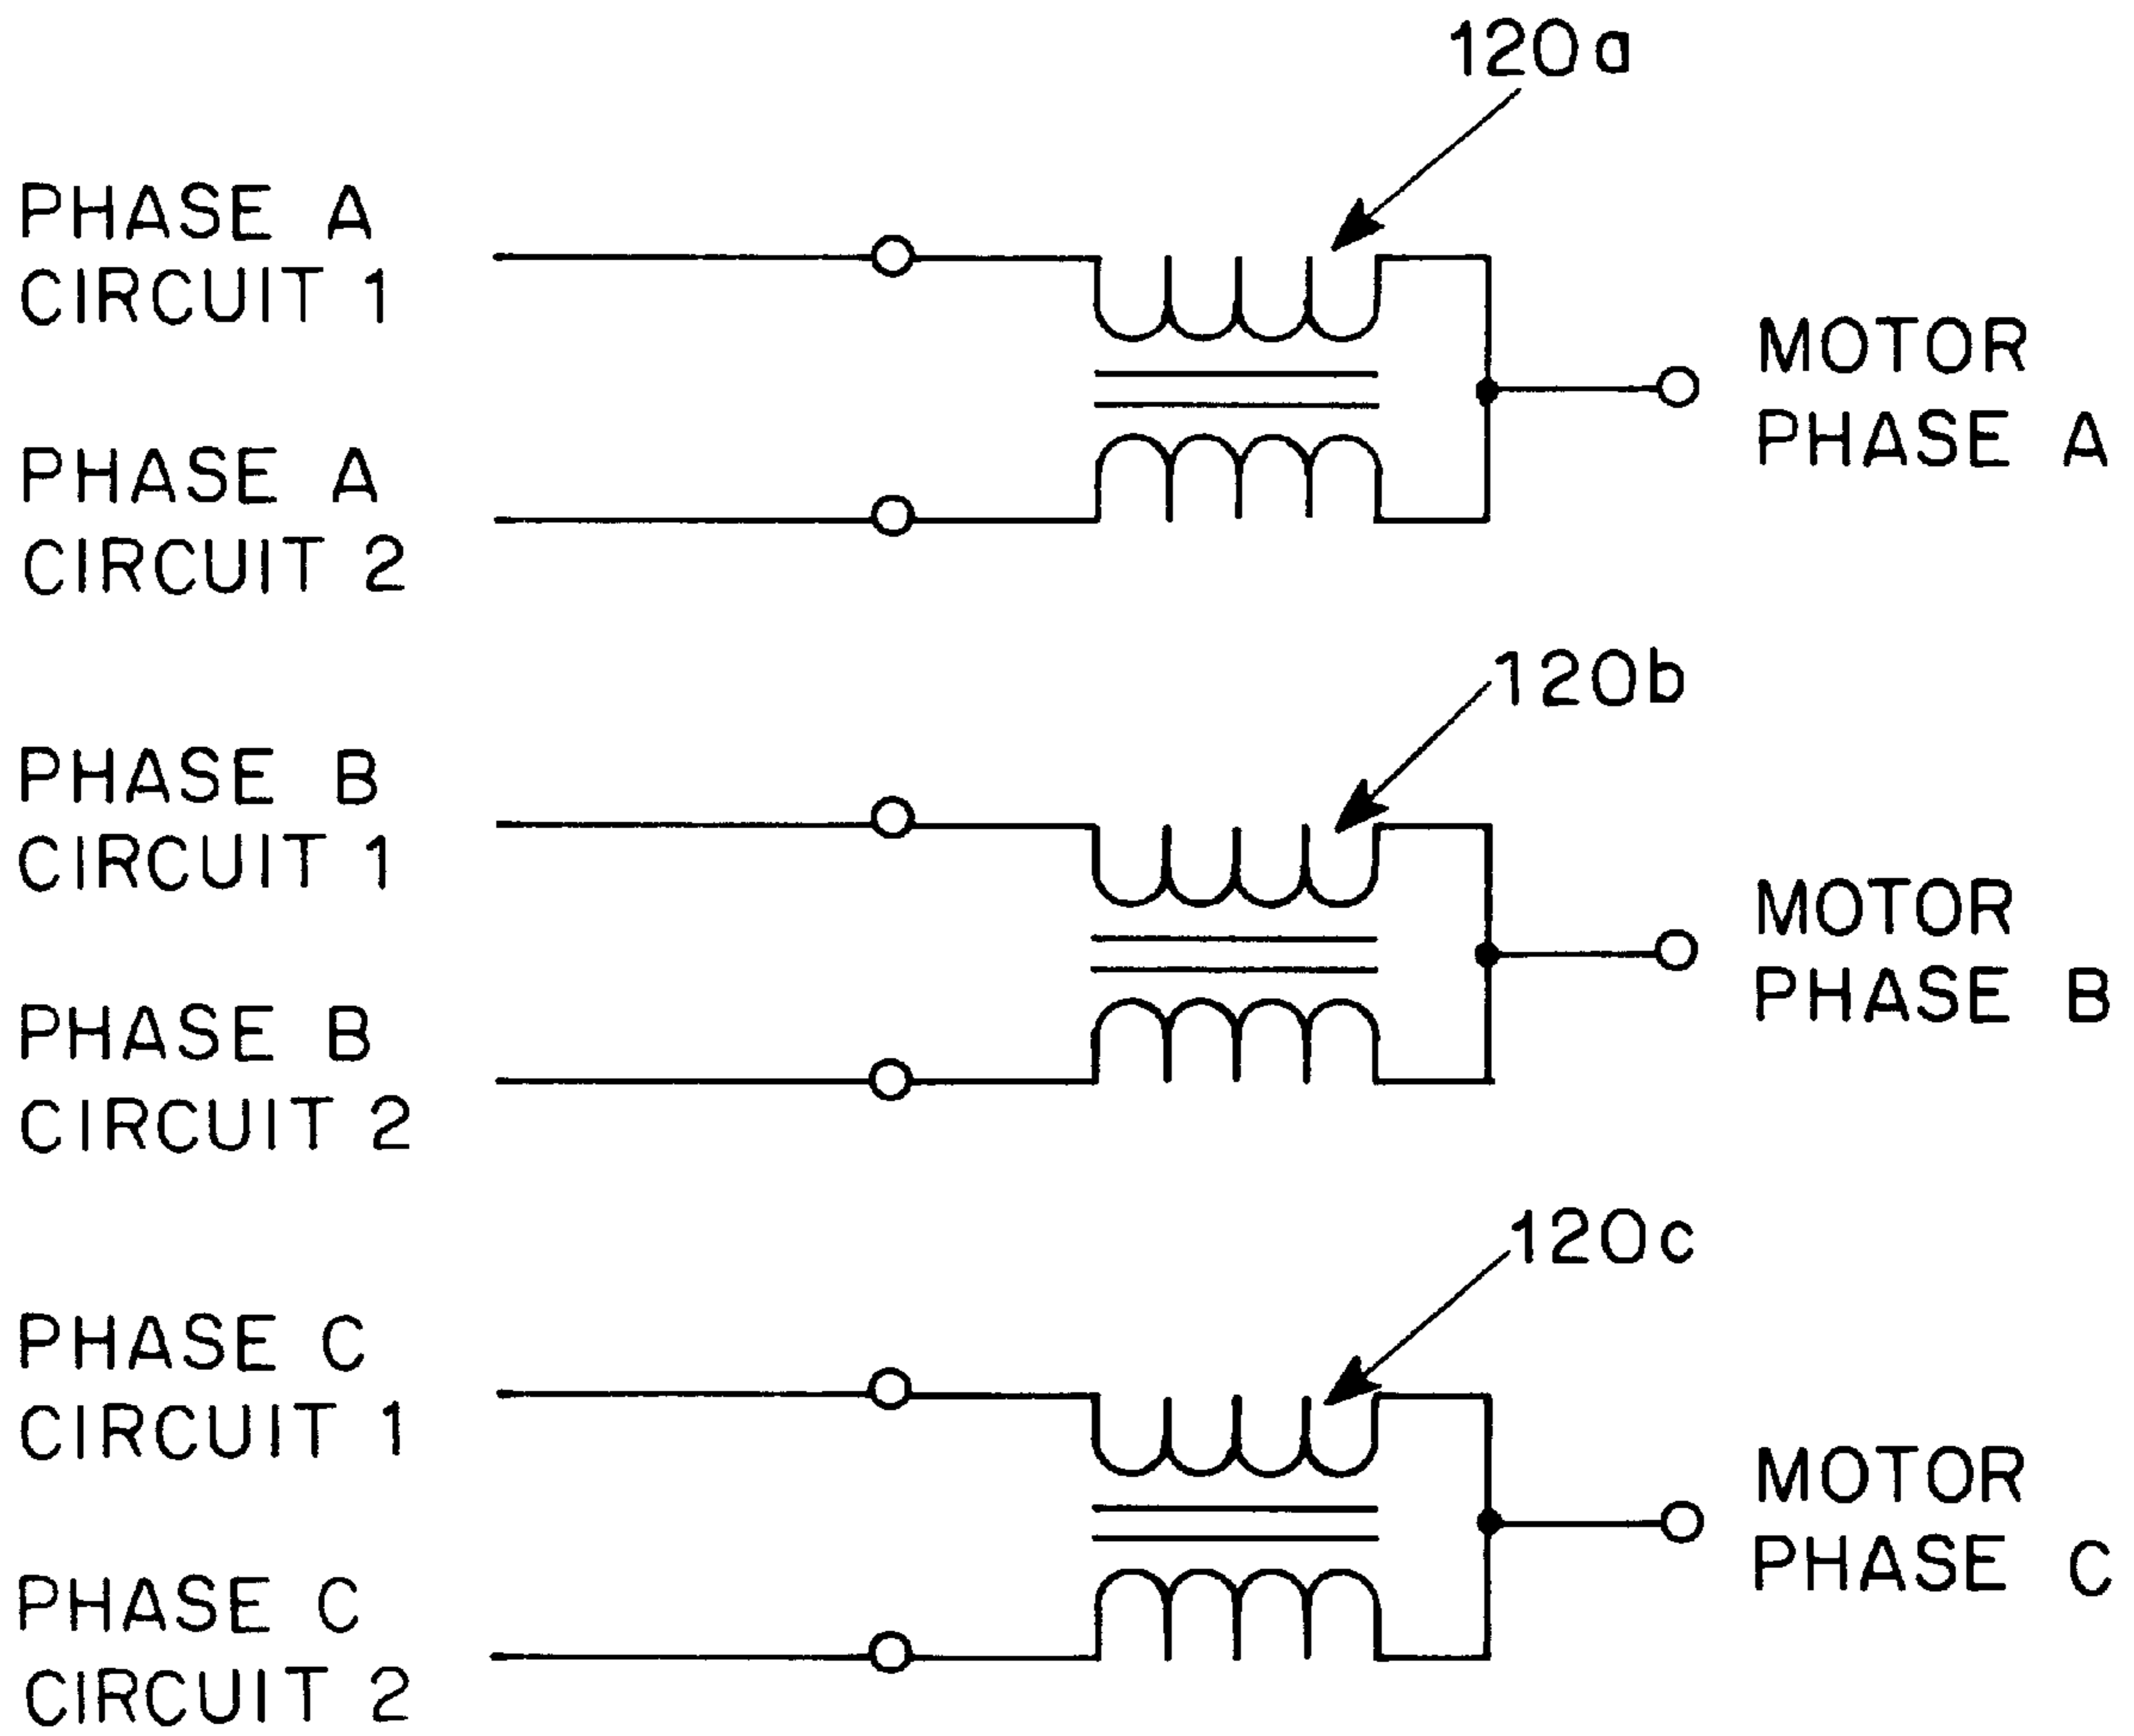 120a
PHASE A
CIRCUIT 1
MOTOR
PHASE A
PHASE A
CIRCUIT 2
120b
PHASE B
CIRCUIT 1
MOTOR
PHASE B
PHASE B
CIRCUIT 2
120c
PHASE C
CIRCUIT 1
MOTOR
PHASE C
PHASE C
CIRCUIT 2